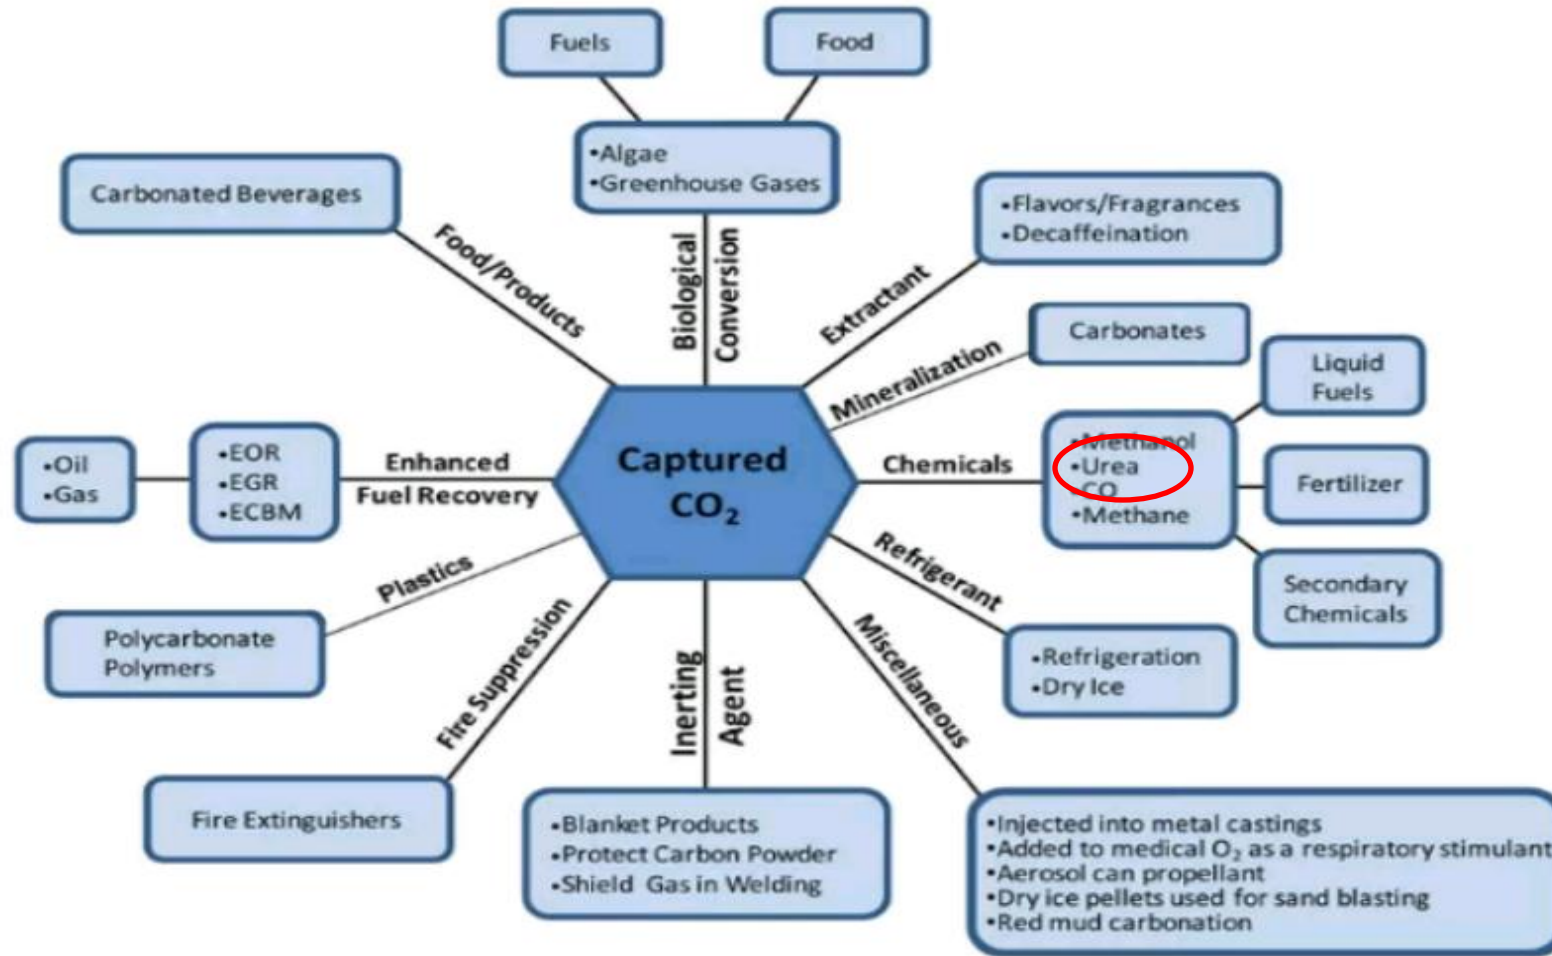 Fuels
Food
•Algae
•Greenhouse Gases
Carbonated Beverages
•Flavors/Fragrances
•Decaffeination
Food/Products
Biological
Conversion
Extractant
Mineralization
Carbonates
Liquid
Fuels
•Oil
•Gas
•EOR
•EGR
•ECBM
Enhanced
Fuel Recovery
Captured
CO₂
Chemicals
•Methanol
•Urea
•CO
•Methane
Fertilizer
Secondary
Chemicals
Plastics
Polycarbonate
Polymers
Refrigerant
•Refrigeration
•Dry Ice
Fire Suppression
Fire Extinguishers
Inerting
Agent
•Blanket Products
•Protect Carbon Powder
•Shield Gas in Welding
Miscellaneous
•Injected into metal castings
•Added to medical O₂ as a respiratory stimulant
•Aerosol can propellant
•Dry ice pellets used for sand blasting
•Red mud carbonation